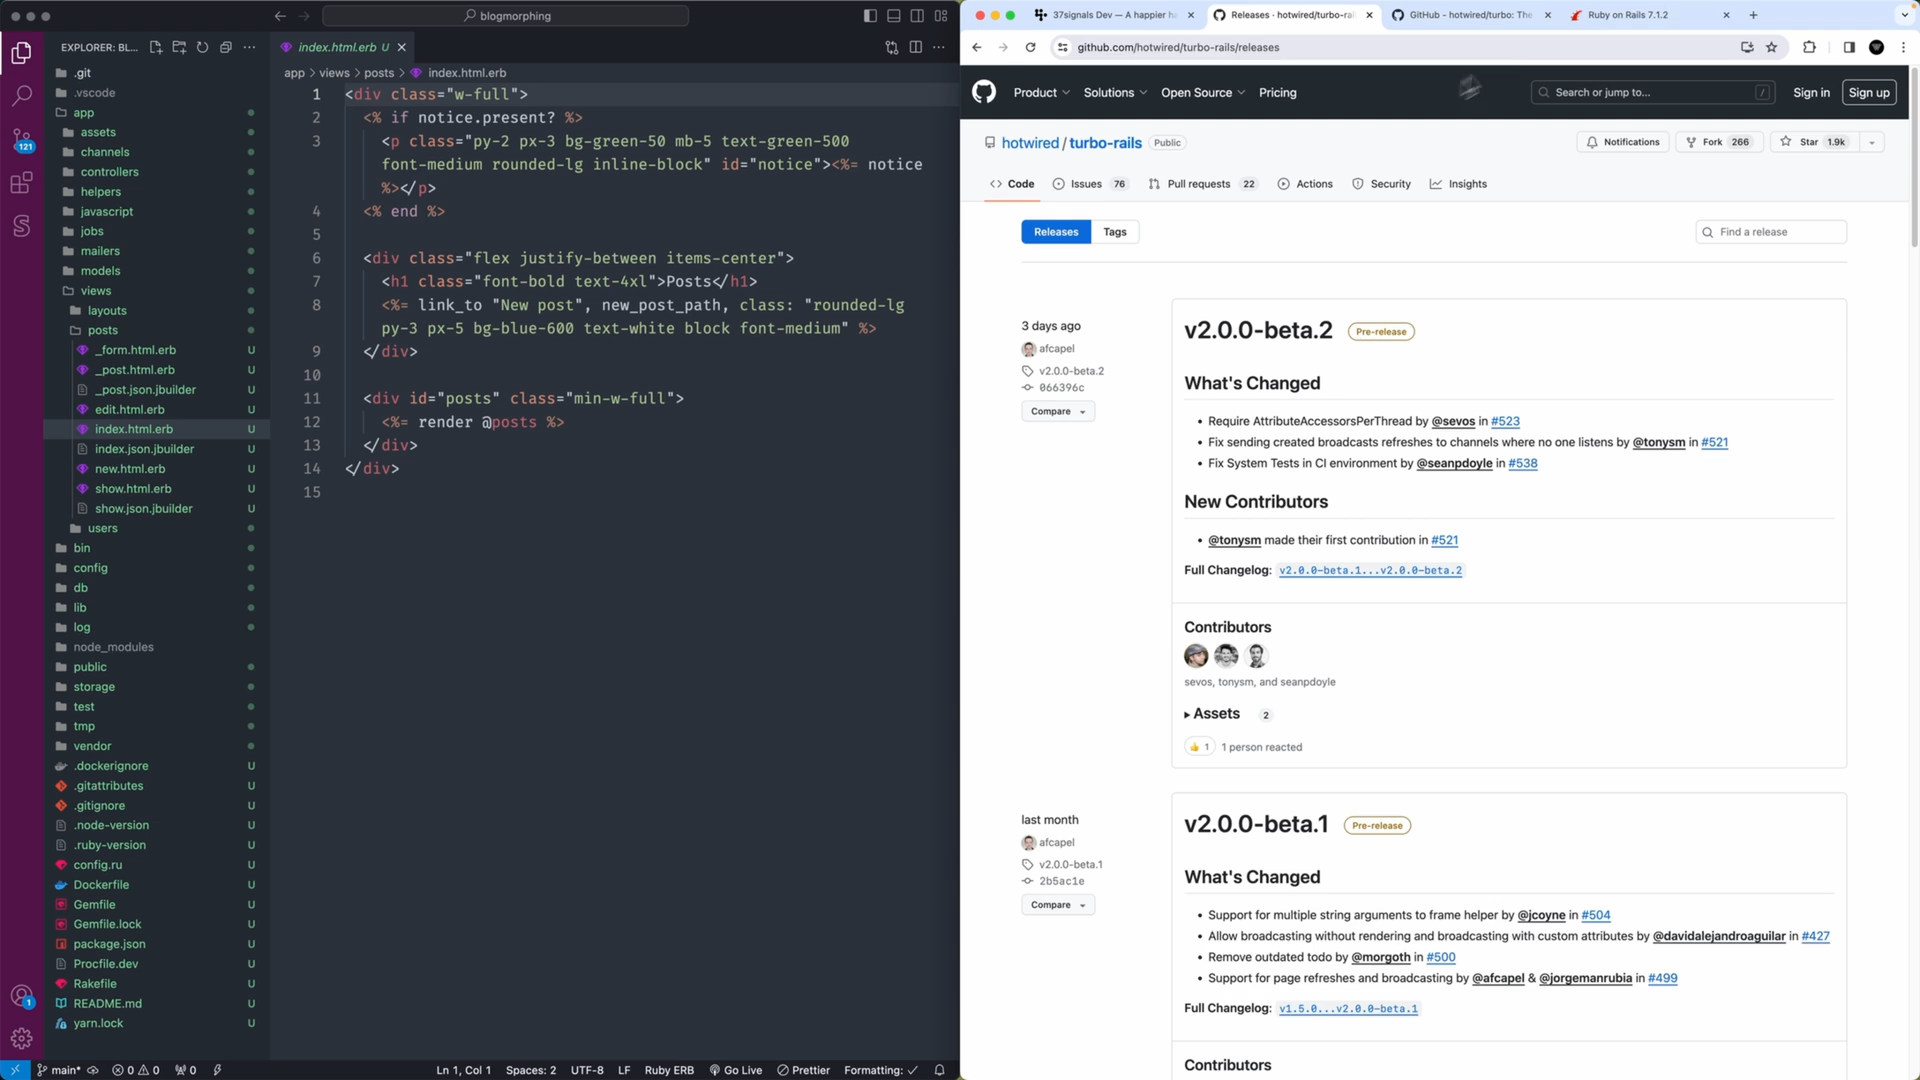 blogmorphing
EXPLORER: BL...
.git
.vscode
app
assets
channels
controllers
helpers
javascript
jobs
mailers
models
views
layouts
posts
_form.html.erb U
_post.html.erb U
_post.json.jbuilder U
edit.html.erb U
index.html.erb U
index.json.jbuilder U
new.html.erb U
show.html.erb U
show.json.jbuilder U
users
bin
config
db
lib
log
node_modules
public
storage
test
tmp
vendor
.dockerignore U
.gitattributes U
.gitignore U
.node-version U
.ruby-version U
config.ru U
Dockerfile U
Gemfile U
Gemfile.lock U
package.json U
Procfile.dev U
Rakefile U
README.md U
yarn.lock U
121
1
index.html.erb U
app > views > posts > index.html.erb
1 <div class="w-full">
2 <% if notice.present? %>
3 <p class="py-2 px-3 bg-green-50 mb-5 text-green-500
font-medium rounded-lg inline-block" id="notice"><%= notice
%></p>
4 <% end %>
5
6 <div class="flex justify-between items-center">
7 <h1 class="font-bold text-4xl">Posts</h1>
8 <%= link_to "New post", new_post_path, class: "rounded-lg
py-3 px-5 bg-blue-600 text-white block font-medium" %>
9 </div>
10
11 <div id="posts" class="min-w-full">
12 <%= render @posts %>
13 </div>
14 </div>
15
main* 0 0 0
Ln 1, Col 1 Spaces: 2 UTF-8 LF Ruby ERB Go Live Prettier Formatting:
37signals Dev — A happier ha
Releases · hotwired/turbo-rai
GitHub - hotwired/turbo: The
Ruby on Rails 7.1.2
github.com/hotwired/turbo-rails/releases
Product Solutions Open Source Pricing
Search or jump to... /
Sign in Sign up
hotwired / turbo-rails Public
Notifications Fork 266 Star 1.9k
Code Issues 76 Pull requests 22 Actions Security Insights
Releases Tags
Find a release
3 days ago
afcapel
v2.0.0-beta.2
066396c
Compare
v2.0.0-beta.2 Pre-release
What's Changed
• Require AttributeAccessorsPerThread by @sevos in #523
• Fix sending created broadcasts refreshes to channels where no one listens by @tonysm in #521
• Fix System Tests in CI environment by @seanpdoyle in #538
New Contributors
• @tonysm made their first contribution in #521
Full Changelog: v2.0.0-beta.1...v2.0.0-beta.2
Contributors
sevos, tonysm, and seanpdoyle
Assets 2
👍 1 1 person reacted
last month
afcapel
v2.0.0-beta.1
2b5ac1e
Compare
v2.0.0-beta.1 Pre-release
What's Changed
• Support for multiple string arguments to frame helper by @jcoyne in #504
• Allow broadcasting without rendering and broadcasting with custom attributes by @davidalejandroaguilar in #427
• Remove outdated todo by @morgoth in #500
• Support for page refreshes and broadcasting by @afcapel & @jorgemanrubia in #499
Full Changelog: v1.5.0...v2.0.0-beta.1
Contributors